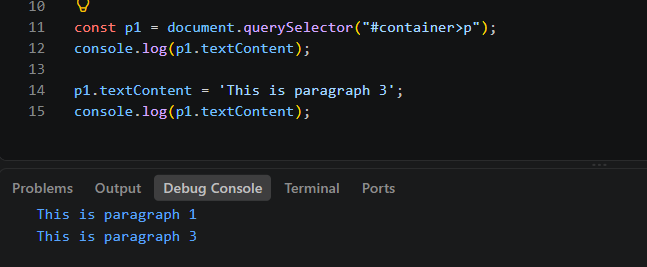 10
11 const p1 = document.querySelector("#container>p");
12 console.log(p1.textContent);
13
14 p1.textContent = 'This is paragraph 3';
15 console.log(p1.textContent);
Problems Output Debug Console Terminal Ports
This is paragraph 1
This is paragraph 3